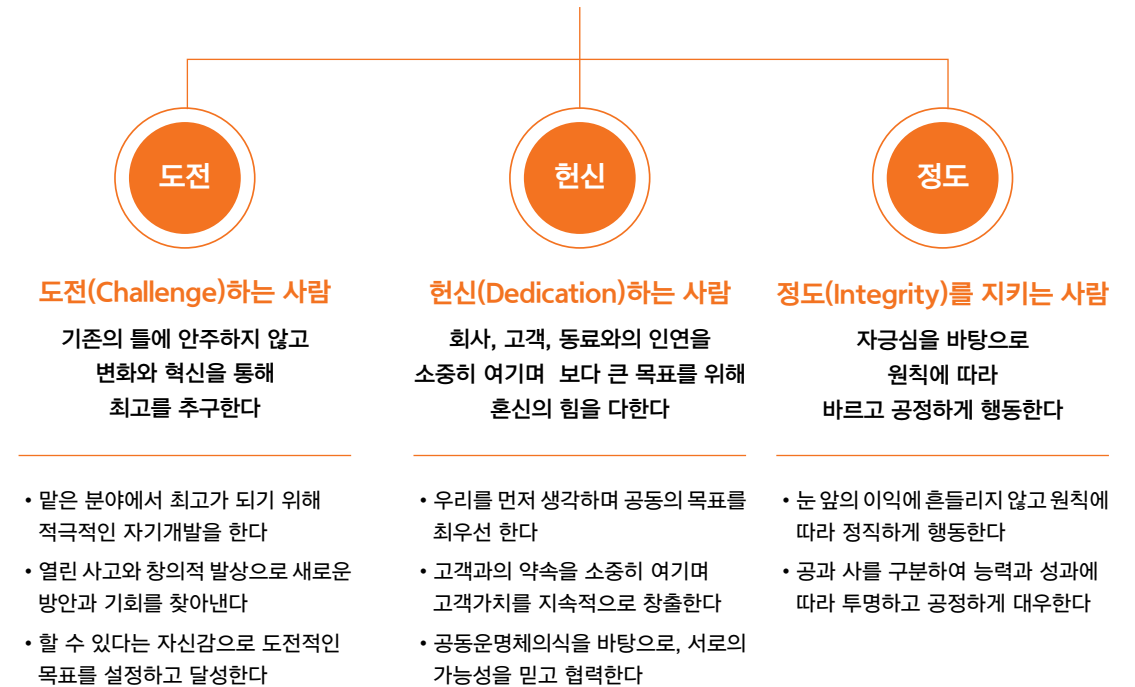 도전
도전(Challenge)하는 사람
기존의 틀에 안주하지 않고
변화와 혁신을 통해
최고를 추구한다
• 맡은 분야에서 최고가 되기 위해
적극적인 자기개발을 한다
• 열린 사고와 창의적 발상으로 새로운
방안과 기회를 찾아낸다
• 할 수 있다는 자신감으로 도전적인
목표를 설정하고 달성한다
헌신
헌신(Dedication)하는 사람
회사, 고객, 동료와의 인연을
소중히 여기며 보다 큰 목표를 위해
혼신의 힘을 다한다
• 우리를 먼저 생각하며 공동의 목표를
최우선 한다
• 고객과의 약속을 소중히 여기며
고객가치를 지속적으로 창출한다
• 공동운명체의식을 바탕으로, 서로의
가능성을 믿고 협력한다
정도
정도(Integrity)를 지키는 사람
자긍심을 바탕으로
원칙에 따라
바르고 공정하게 행동한다
• 눈 앞의 이익에 흔들리지 않고 원칙에
따라 정직하게 행동한다
• 공과 사를 구분하여 능력과 성과에
따라 투명하고 공정하게 대우한다